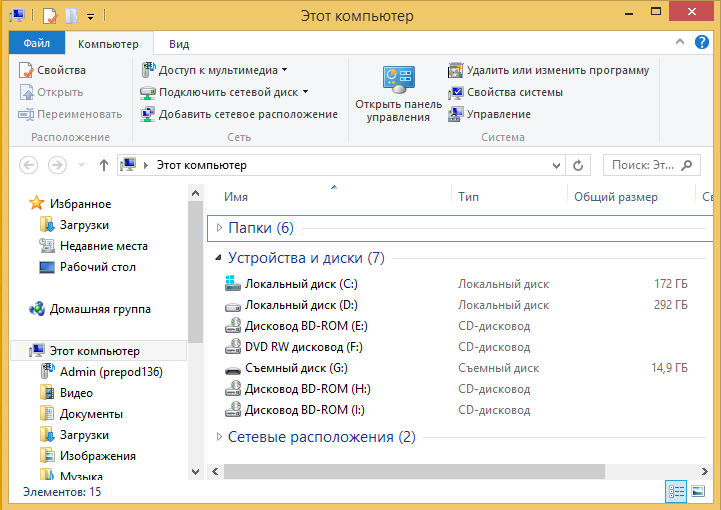 Этот компьютер
Файл Компьютер Вид
Свойства
Открыть
Переименовать
Расположение
Доступ к мультимедиа
Подключить сетевой диск
Добавить сетевое расположение
Сеть
Открыть панель
управления
Удалить или изменить программу
Свойства системы
Управление
Система
Этот компьютер
Поиск: Эт...
Избранное
Загрузки
Недавние места
Рабочий стол
Домашняя группа
Этот компьютер
Admin (prepod136)
Видео
Документы
Загрузки
Изображения
Музыка
Имя Тип Общий размер Св
Папки (6)
Устройства и диски (7)
Локальный диск (C:) Локальный диск 172 ГБ
Локальный диск (D:) Локальный диск 292 ГБ
Дисковод BD-ROM (E:) CD-дисковод
DVD RW дисковод (F:) CD-дисковод
Съемный диск (G:) Съемный диск 14,9 ГБ
Дисковод BD-ROM (H:) CD-дисковод
Дисковод BD-ROM (I:) CD-дисковод
Сетевые расположения (2)
Элементов: 15